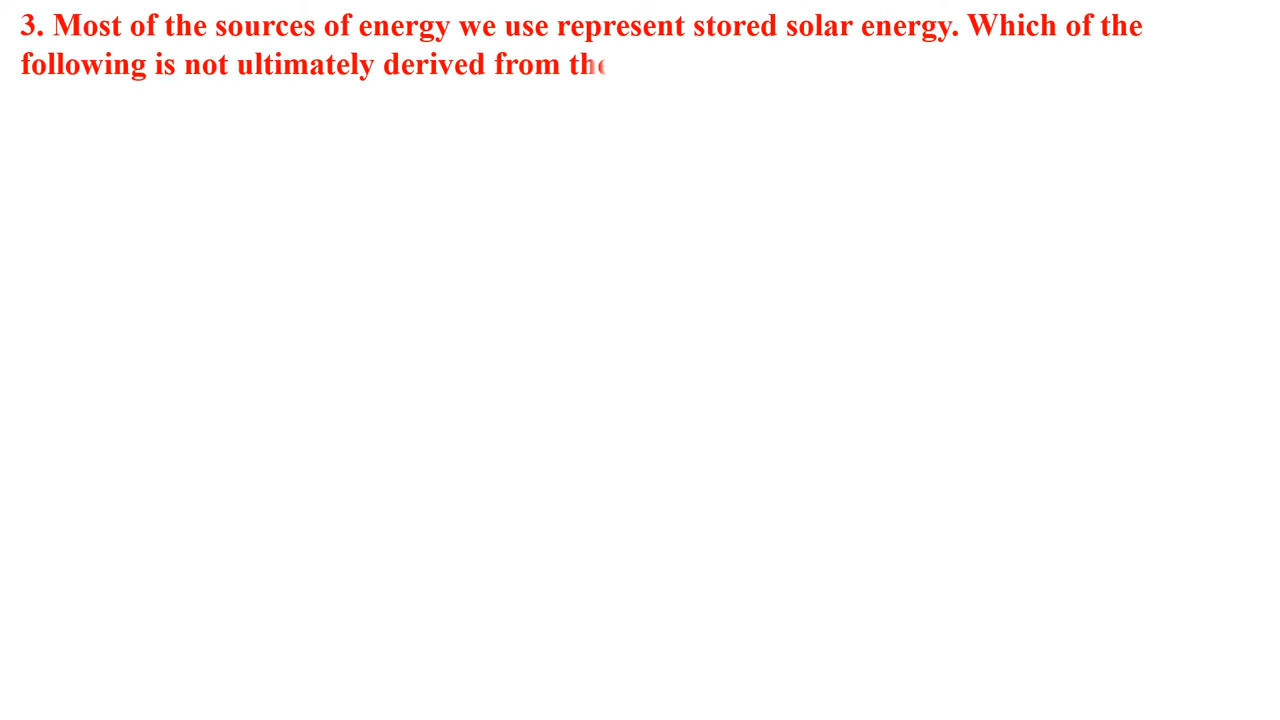 3. Most of the sources of energy we use represent stored solar energy. Which of the
following is not ultimately derived from the